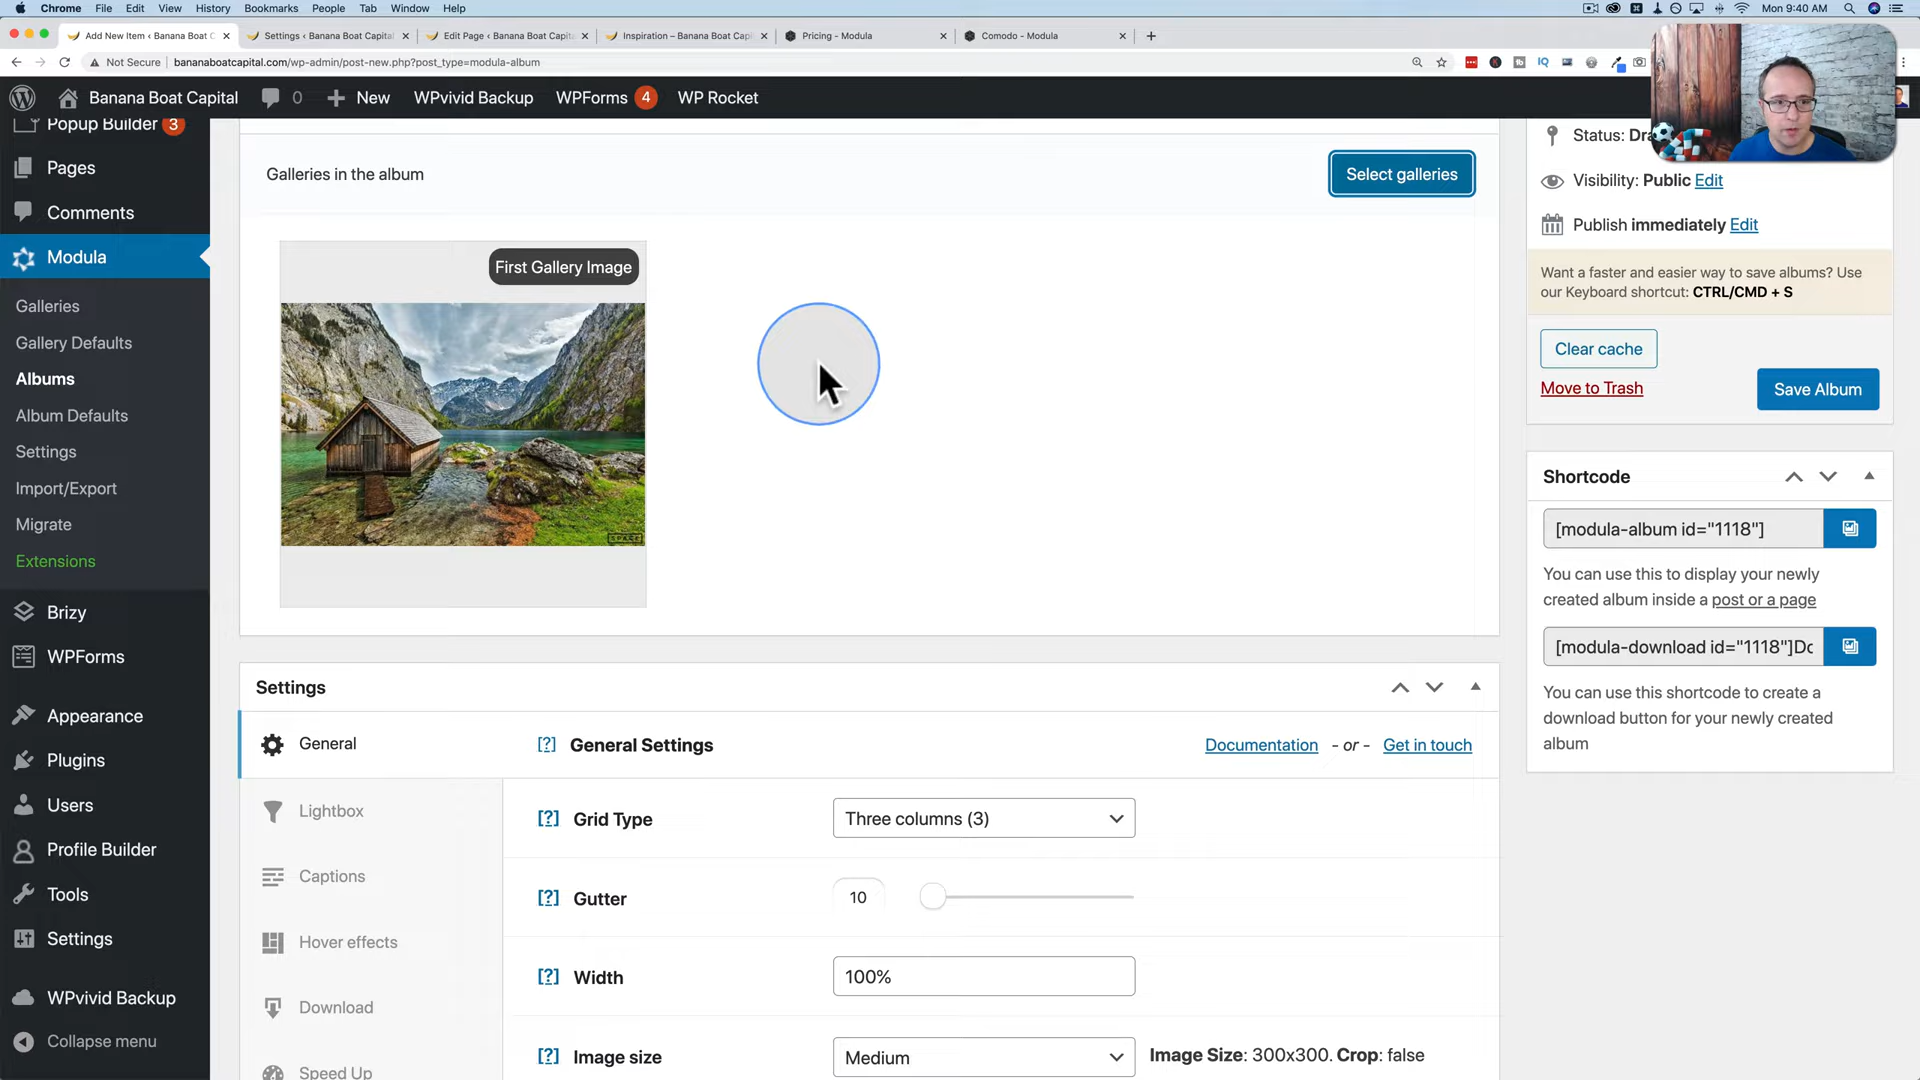 Chrome File Edit View History Bookmarks People Tab Window Help
Mon 9:40 AM
Add New Item ‹ Banana Boat C
Settings ‹ Banana Boat Capital
Edit Page ‹ Banana Boat Capita
Inspiration – Banana Boat Capi
Pricing - Modula
Comodo - Modula
Not Secure bananaboatcapital.com/wp-admin/post-new.php?post_type=modula-album
IQ
Banana Boat Capital 0 New WPvivid Backup WPForms 4 WP Rocket
Popup Builder 3
Pages
Comments
Modula
Galleries
Gallery Defaults
Albums
Album Defaults
Settings
Import/Export
Migrate
Extensions
Brizy
WPForms
Appearance
Plugins
Users
Profile Builder
Tools
Settings
WPvivid Backup
Collapse menu
Galleries in the album
Select galleries
First Gallery Image
Settings
General
Lightbox
Captions
Hover effects
Download
Speed Up
[?] General Settings
Documentation - or - Get in touch
[?] Grid Type
Three columns (3)
[?] Gutter
10
[?] Width
100%
[?] Image size
Medium
Image Size: 300x300. Crop: false
Status: Dra
Visibility: Public Edit
Publish immediately Edit
Want a faster and easier way to save albums? Use
our Keyboard shortcut: CTRL/CMD + S
Clear cache
Move to Trash
Save Album
Shortcode
[modula-album id="1118"]
You can use this to display your newly
created album inside a post or a page
[modula-download id="1118"]Dc
You can use this shortcode to create a
download button for your newly created
album